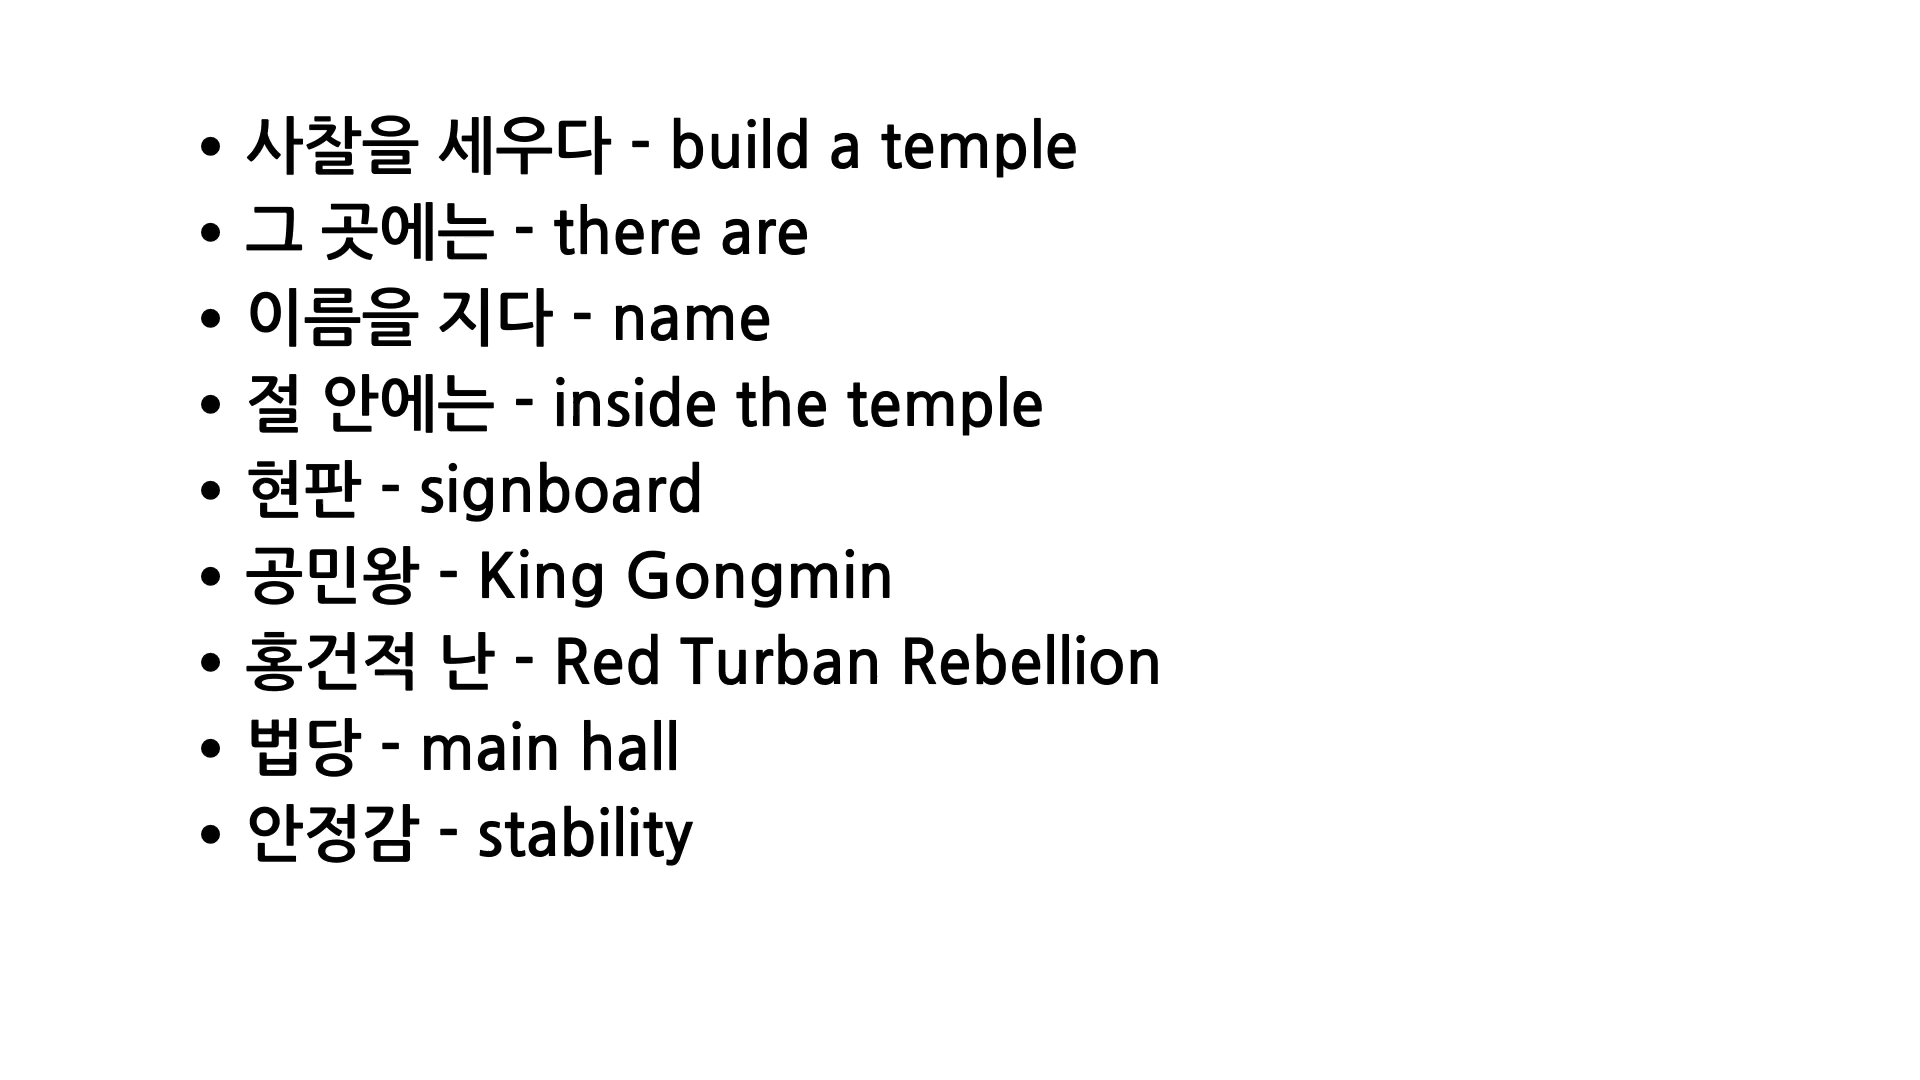 • 사찰을 세우다 - build a temple
• 그 곳에는 - there are
• 이름을 지다 - name
• 절 안에는 - inside the temple
• 현판 - signboard
• 공민왕 - King Gongmin
• 홍건적 난 - Red Turban Rebellion
• 법당 - main hall
• 안정감 - stability